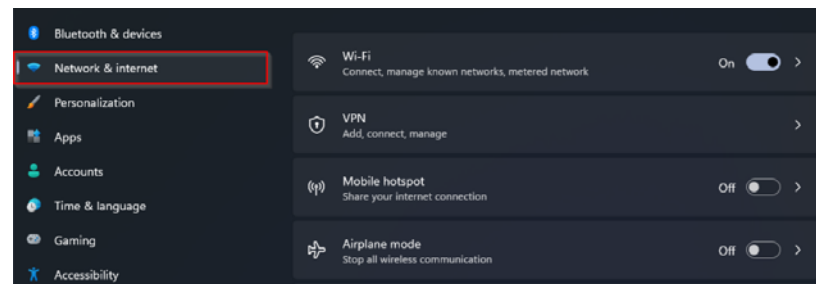 Bluetooth & devices
Network & internet
Personalization
Apps
Accounts
Time & language
Gaming
Accessibility
Wi-Fi
Connect, manage known networks, metered network
On
VPN
Add, connect, manage
Mobile hotspot
Share your internet connection
Off
Airplane mode
Stop all wireless communication
Off